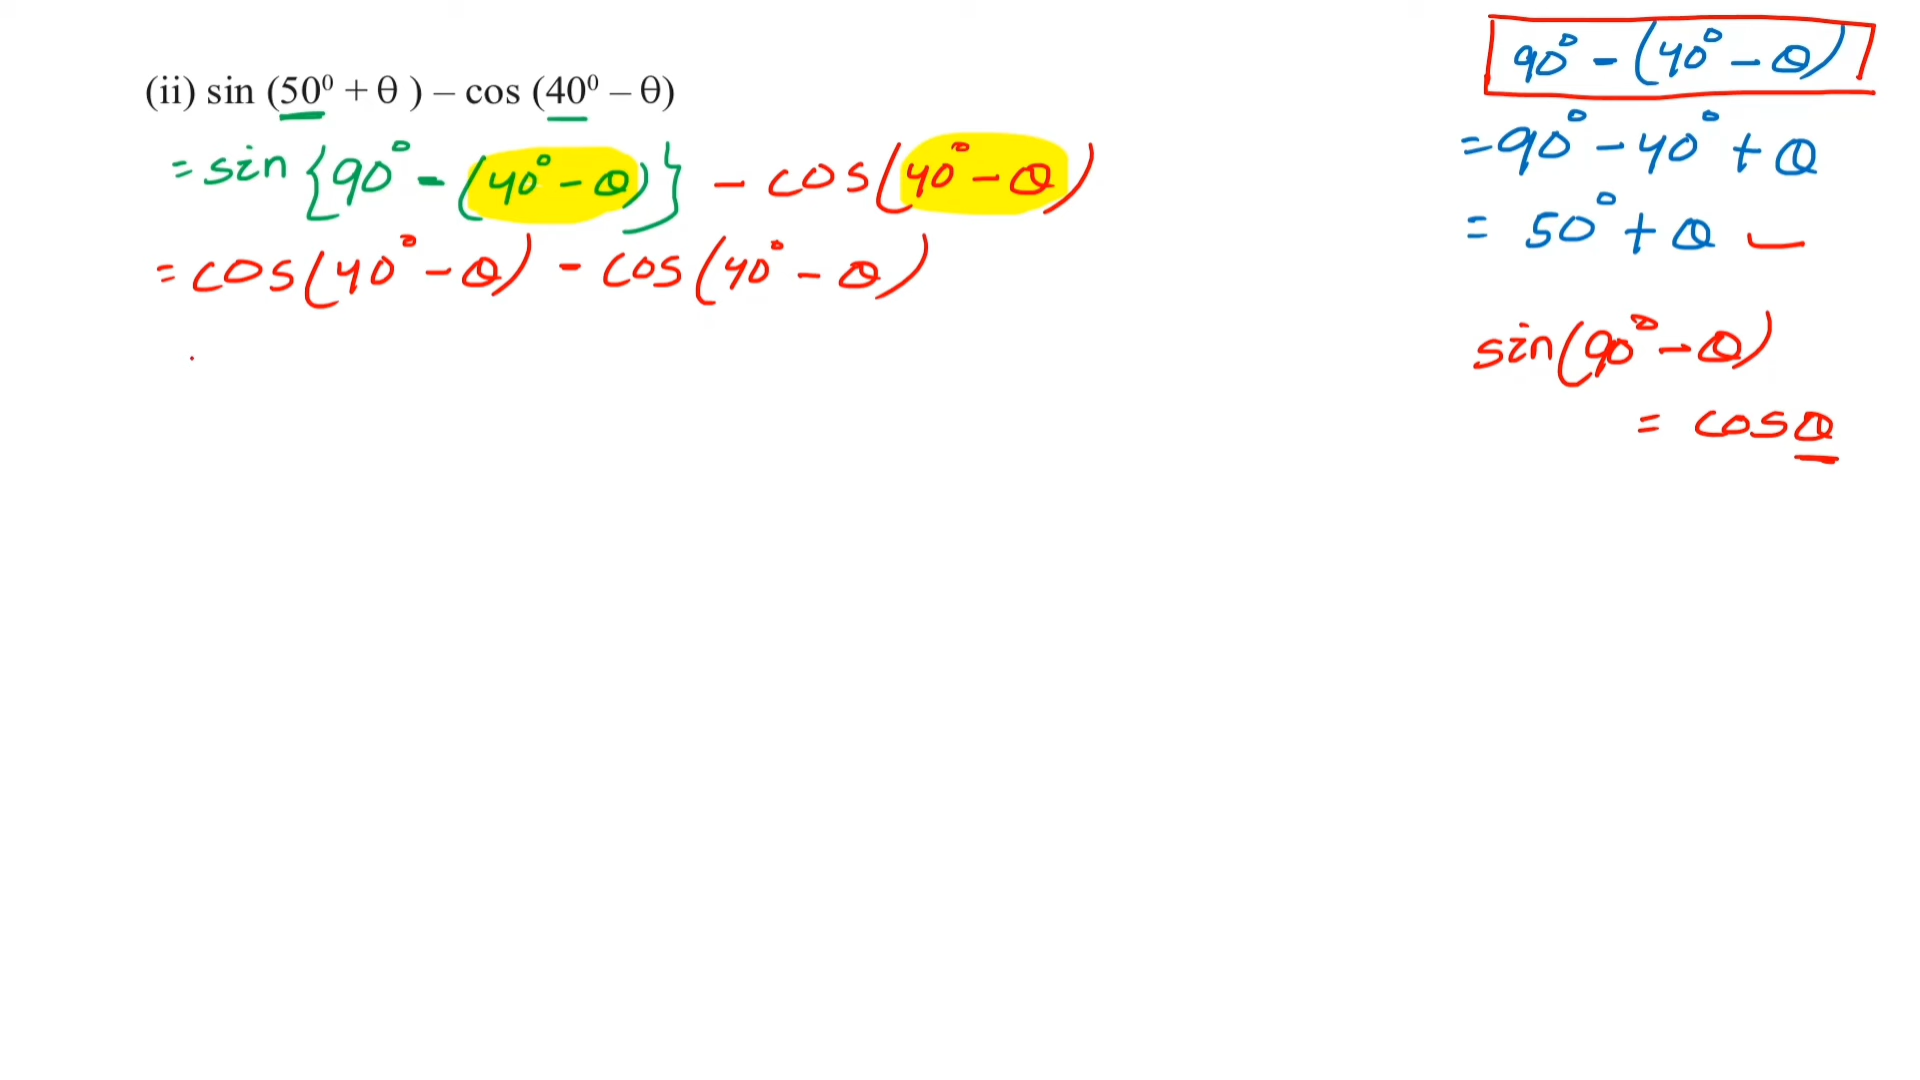 (ii) sin (50⁰ + θ ) – cos (40⁰ – θ)
= sin {90° - (40° - θ)} - cos(40° - θ)
= cos(40° - θ) - cos(40° - θ)
90° - (40° - θ)
= 90° - 40° + θ
= 50° + θ
sin(90° - θ)
= cosθ